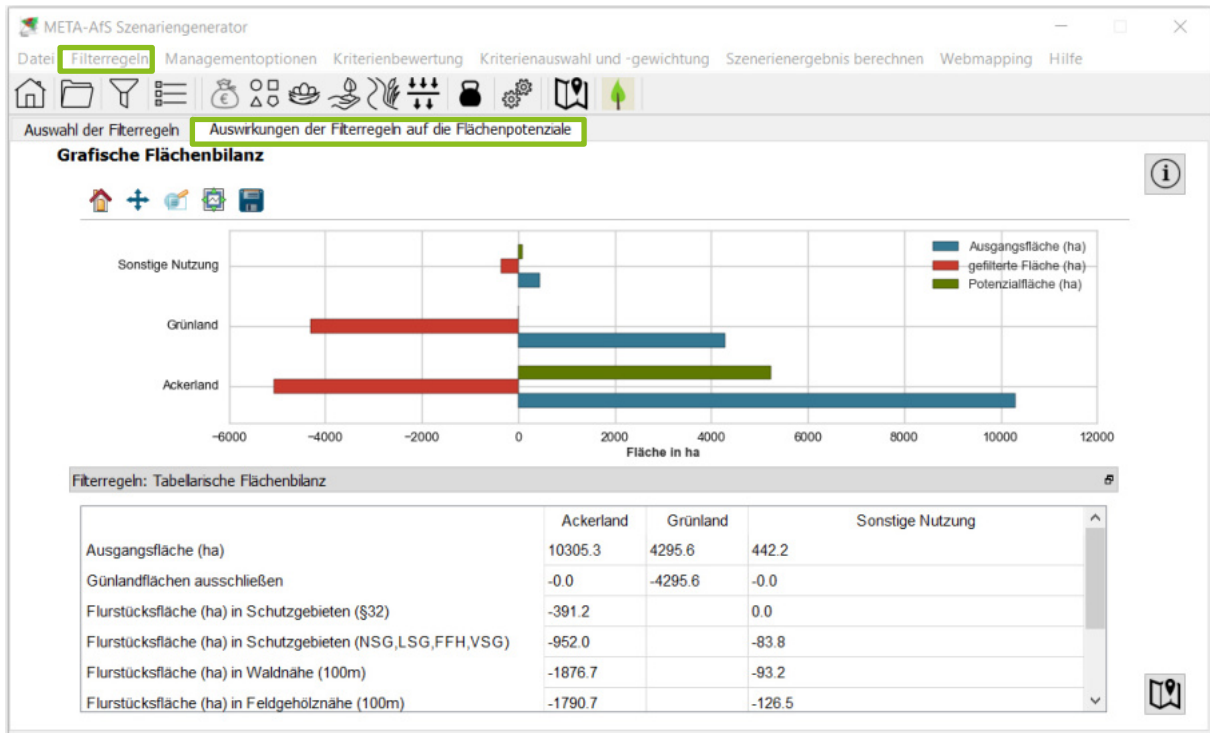 META-AfS Szenariengenerator
Datei Filterregeln Managementoptionen Kriterienbewertung Kriterienauswahl und -gewichtung Szenerienergebnis berechnen Webmapping Hilfe
Auswahl der Filterregeln Auswirkungen der Filterregeln auf die Flächenpotenziale
Grafische Flächenbilanz
Ausgangsfläche (ha)
gefilterte Fläche (ha)
Potenzialfläche (ha)
Sonstige Nutzung
Grünland
Ackerland
−6000 −4000 −2000 0 2000 4000 6000 8000 10000 12000
Fläche in ha
Filterregeln: Tabellarische Flächenbilanz
Ackerland Grünland Sonstige Nutzung
Ausgangsfläche (ha) 10305.3 4295.6 442.2
Günlandflächen ausschließen -0.0 -4295.6 -0.0
Flurstücksfläche (ha) in Schutzgebieten (§32) -391.2 0.0
Flurstücksfläche (ha) in Schutzgebieten (NSG,LSG,FFH,VSG) -952.0 -83.8
Flurstücksfläche (ha) in Waldnähe (100m) -1876.7 -93.2
Flurstücksfläche (ha) in Feldgehölznähe (100m) -1790.7 -126.5